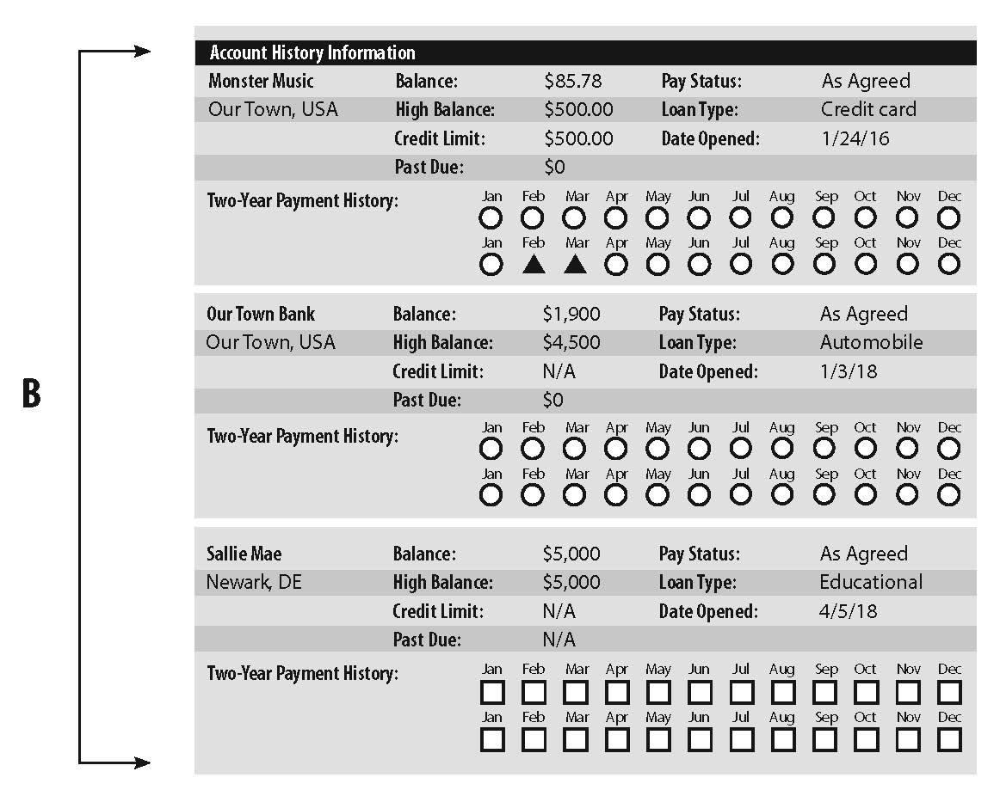 B
Account History Information
Monster Music Balance: $85.78 Pay Status: As Agreed
Our Town, USA High Balance: $500.00 Loan Type: Credit card
Credit Limit: $500.00 Date Opened: 1/24/16
Past Due: $0
Two-Year Payment History: Jan Feb Mar Apr May Jun Jul Aug Sep Oct Nov Dec
Jan Feb Mar Apr May Jun Jul Aug Sep Oct Nov Dec
Our Town Bank Balance: $1,900 Pay Status: As Agreed
Our Town, USA High Balance: $4,500 Loan Type: Automobile
Credit Limit: N/A Date Opened: 1/3/18
Past Due: $0
Two-Year Payment History: Jan Feb Mar Apr May Jun Jul Aug Sep Oct Nov Dec
Jan Feb Mar Apr May Jun Jul Aug Sep Oct Nov Dec
Sallie Mae Balance: $5,000 Pay Status: As Agreed
Newark, DE High Balance: $5,000 Loan Type: Educational
Credit Limit: N/A Date Opened: 4/5/18
Past Due: N/A
Two-Year Payment History: Jan Feb Mar Apr May Jun Jul Aug Sep Oct Nov Dec
Jan Feb Mar Apr May Jun Jul Aug Sep Oct Nov Dec